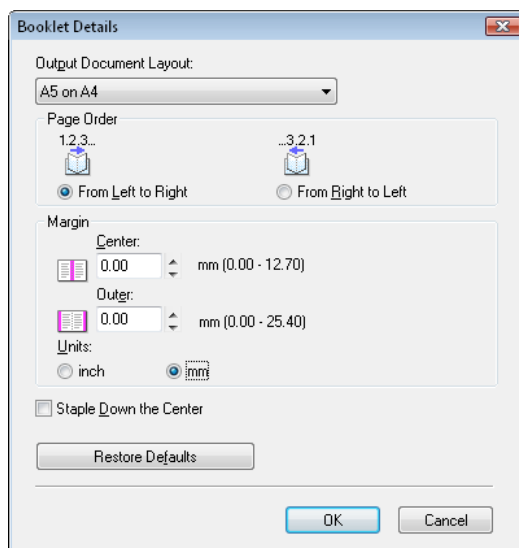 Booklet Details
Output Document Layout:
A5 on A4
Page Order
1.2.3... ...3.2.1
From Left to Right From Right to Left
Margin
Center:
0.00 mm (0.00 - 12.70)
Outer:
0.00 mm (0.00 - 25.40)
Units:
inch mm
Staple Down the Center
Restore Defaults
OK Cancel